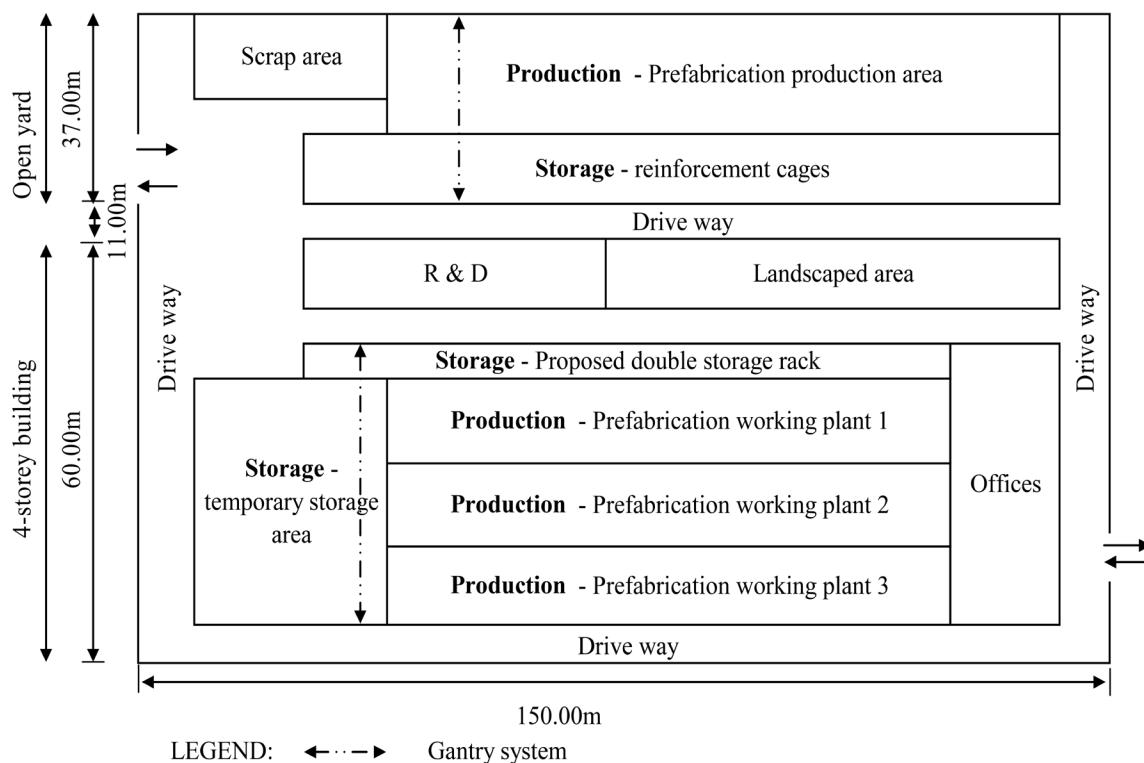 Open yard
37.00m
Scrap area
Production - Prefabrication production area
Storage - reinforcement cages
11.00m
Drive way
R & D
Landscaped area
Drive way
Drive way
4-storey building
60.00m
Storage - Proposed double storage rack
Production - Prefabrication working plant 1
Storage -
temporary storage
area
Production - Prefabrication working plant 2
Offices
Production - Prefabrication working plant 3
Drive way
150.00m
LEGEND: Gantry system